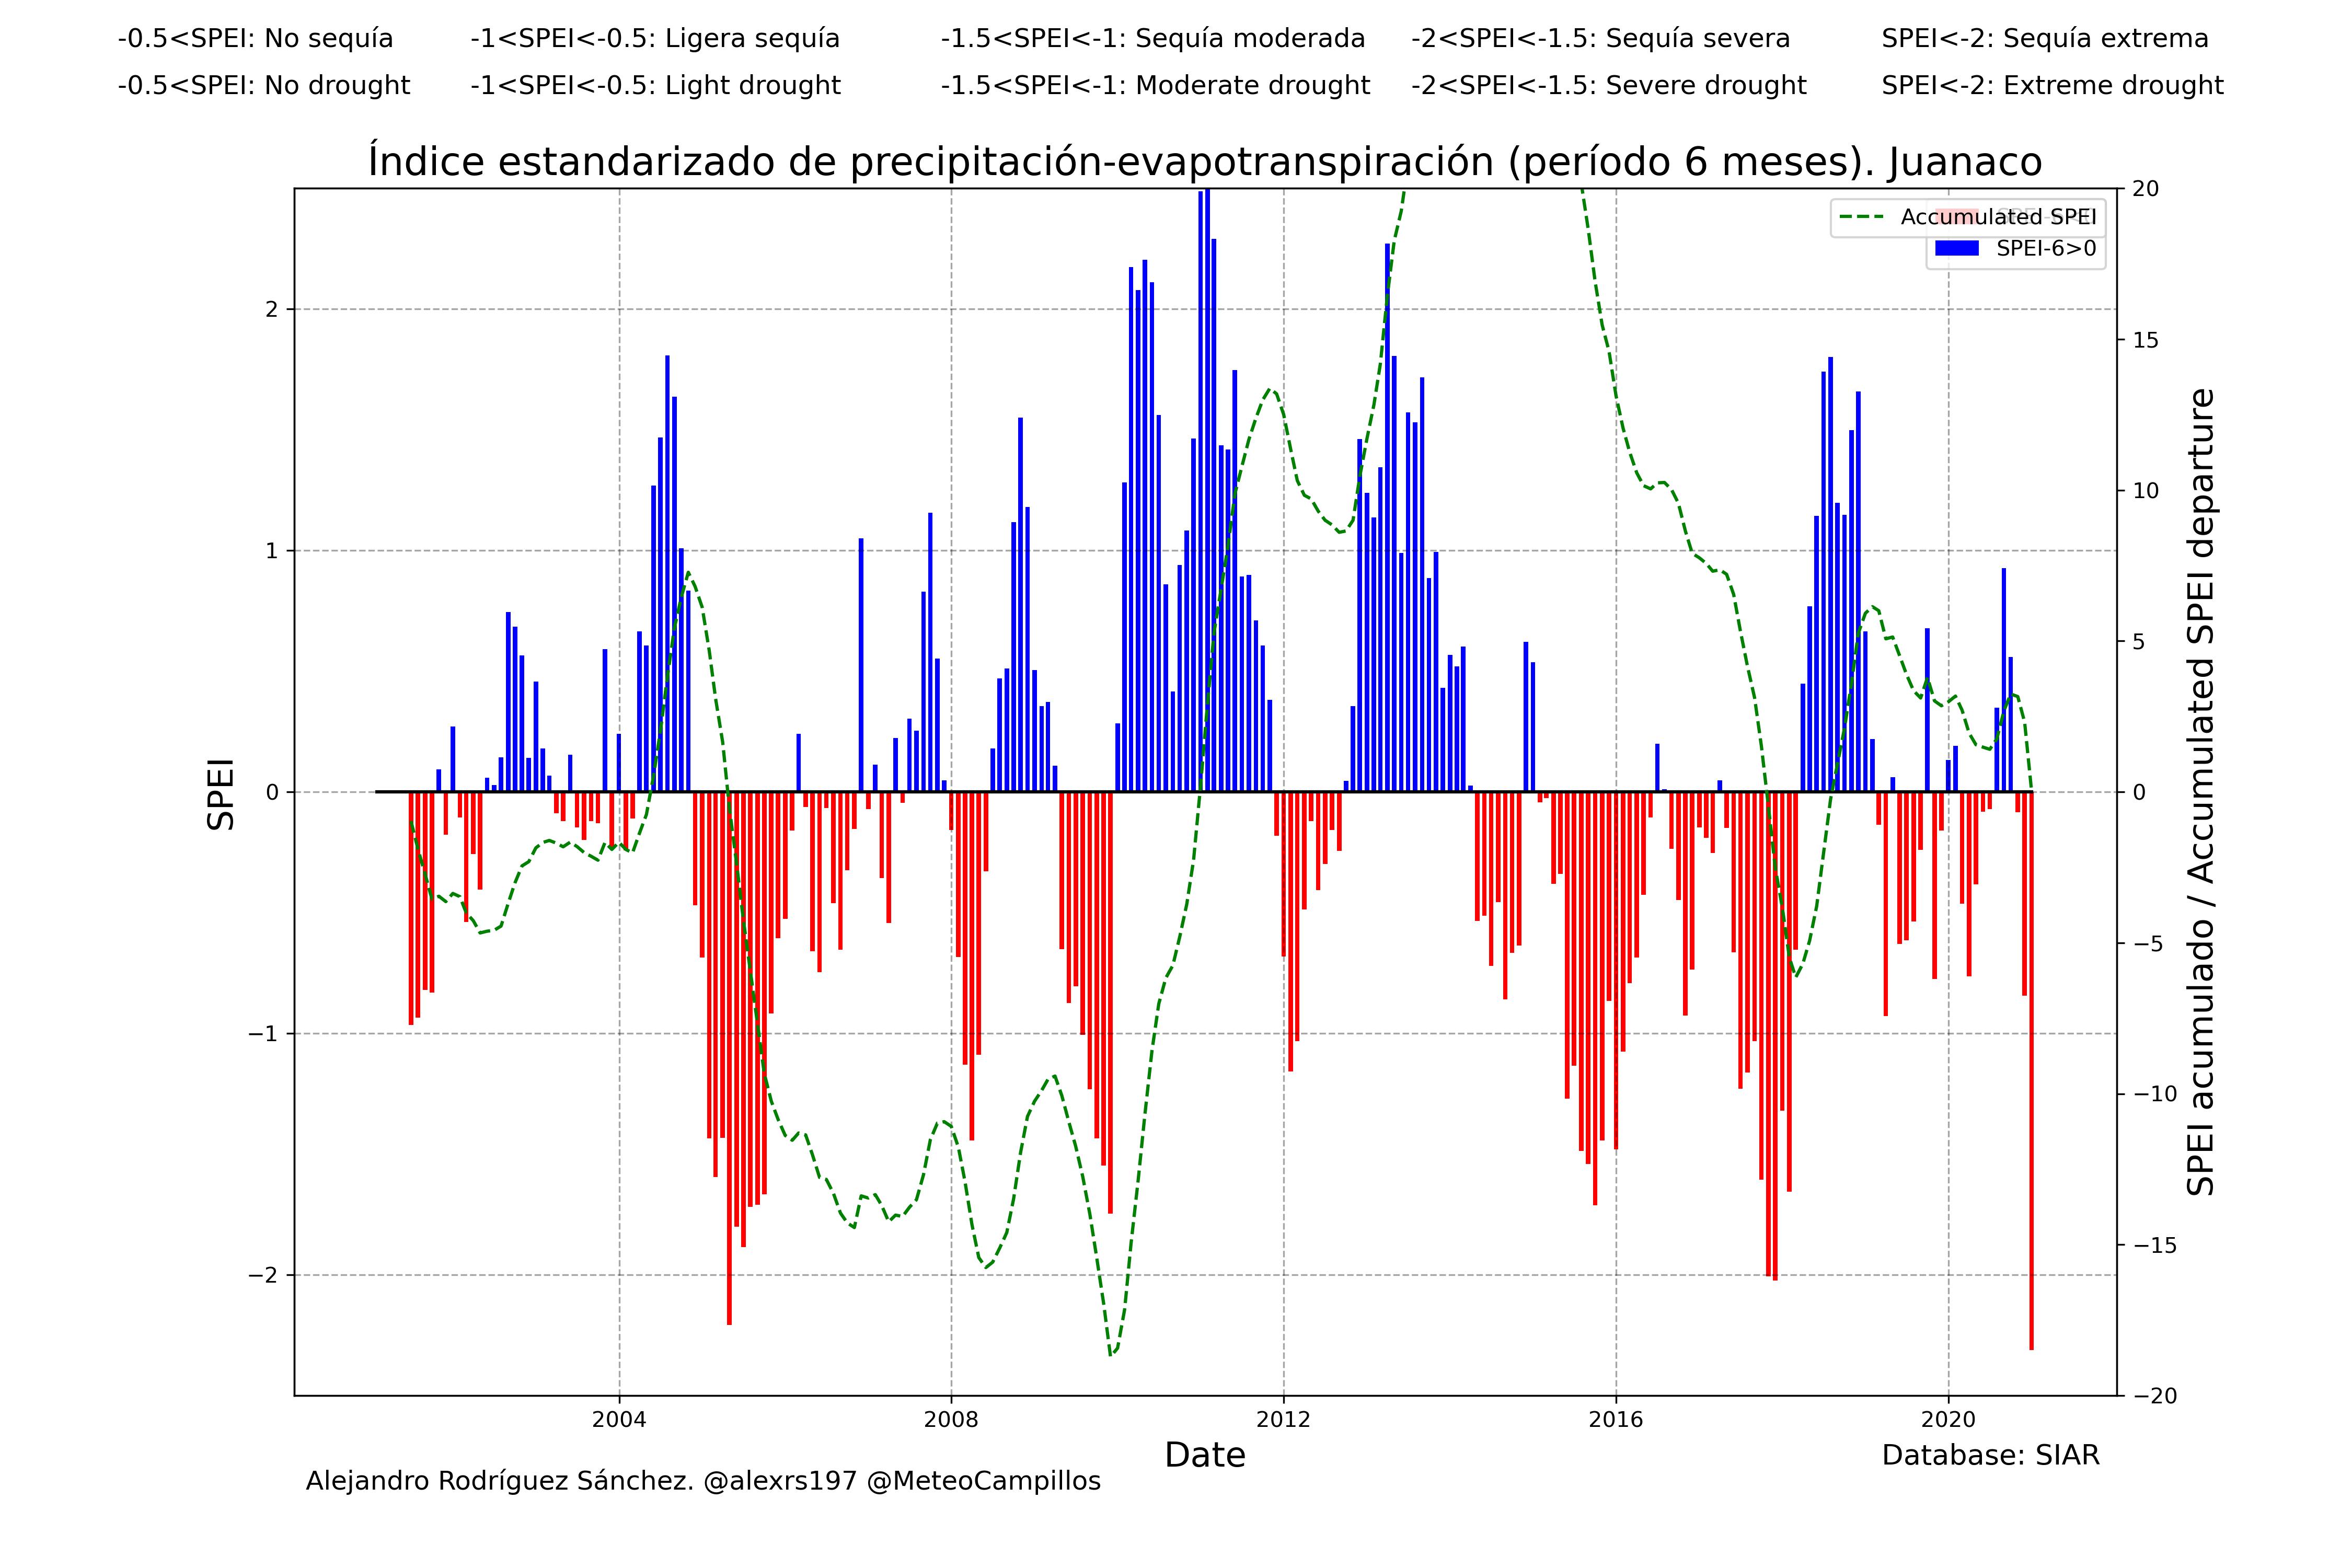 -0.5<SPEI: No sequía -1<SPEI<-0.5: Ligera sequía -1.5<SPEI<-1: Sequía moderada -2<SPEI<-1.5: Sequía severa SPEI<-2: Sequía extrema
-0.5<SPEI: No drought -1<SPEI<-0.5: Light drought -1.5<SPEI<-1: Moderate drought -2<SPEI<-1.5: Severe drought SPEI<-2: Extreme drought
Índice estandarizado de precipitación-evapotranspiración (período 6 meses). Juanaco
Accumulated SPEI
SPEI-6>0
SPEI
2
1
0
−1
−2
20
15
10
5
0
−5
−10
−15
−20
SPEI acumulado / Accumulated SPEI departure
2004 2008 2012 2016 2020
Date
Database: SIAR
Alejandro Rodríguez Sánchez. @alexrs197 @MeteoCampillos